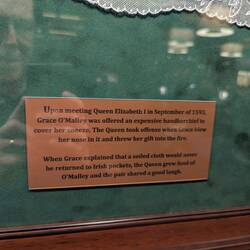 Upon meeting Queen Elizabeth I in September of 1593,
Grace O'Malley was offered an expensive handkerchief to
cover her sneeze. The Queen took offence when Grace blew
her nose in it and threw her gift into the fire.
When Grace explained that a soiled cloth would never
be returned to Irish pockets, the Queen grew fond of
O'Malley and the pair shared a good laugh.